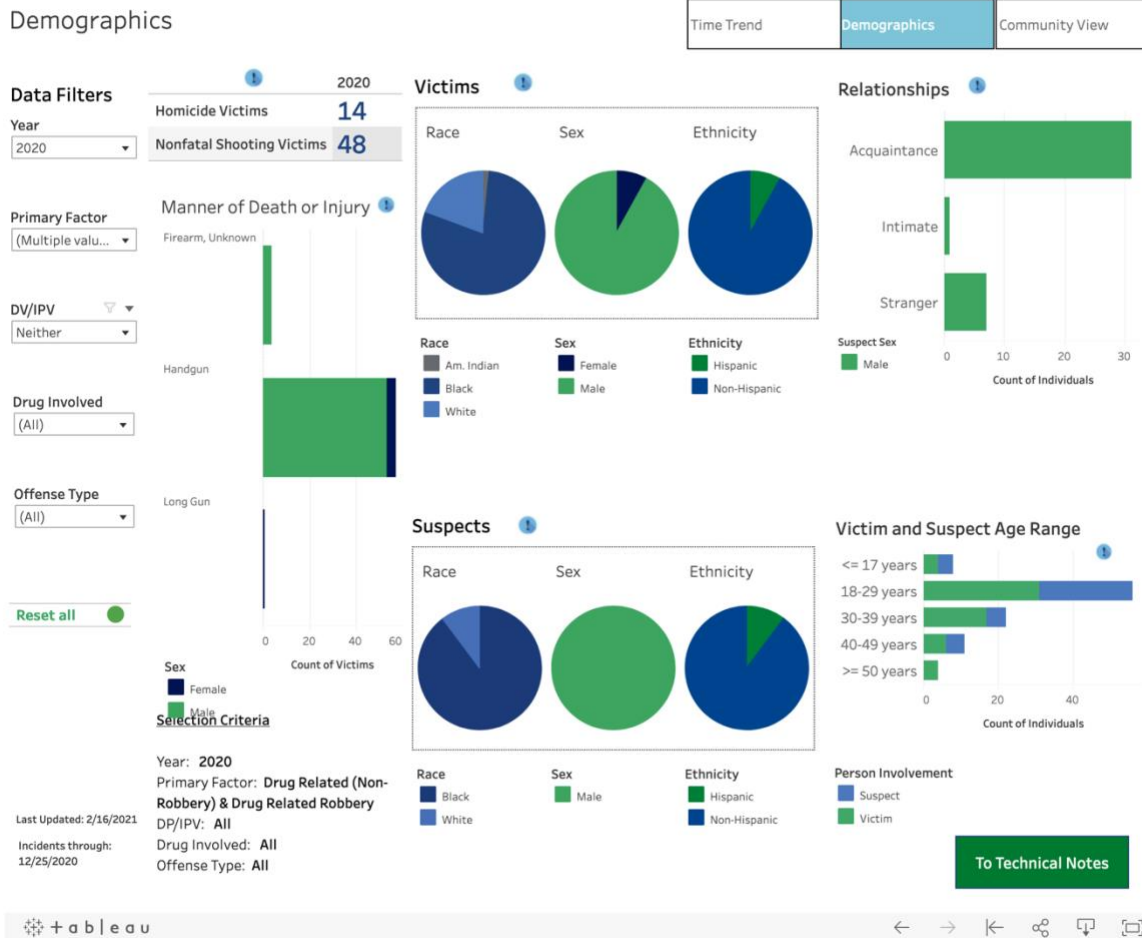 Demographics
Time Trend
Demographics
Community View
Data Filters
Year
2020
Primary Factor
(Multiple valu...
DV/IPV
Neither
Drug Involved
(All)
Offense Type
(All)
Reset all
Last Updated: 2/16/2021
Incidents through:
12/25/2020
2020
Homicide Victims 14
Nonfatal Shooting Victims 48
Manner of Death or Injury
Firearm, Unknown
Handgun
Long Gun
0 20 40 60
Count of Victims
Sex
Female
Male
Selection Criteria
Year: 2020
Primary Factor: Drug Related (Non-
Robbery) & Drug Related Robbery
DP/IPV: All
Drug Involved: All
Offense Type: All
Victims
Race Sex Ethnicity
Race
Am. Indian
Black
White
Sex
Female
Male
Ethnicity
Hispanic
Non-Hispanic
Relationships
Acquaintance
Intimate
Stranger
0 10 20 30
Count of Individuals
Suspect Sex
Male
Suspects
Race Sex Ethnicity
Race
Black
White
Sex
Male
Ethnicity
Hispanic
Non-Hispanic
Victim and Suspect Age Range
<= 17 years
18-29 years
30-39 years
40-49 years
>= 50 years
0 20 40
Count of Individuals
Person Involvement
Suspect
Victim
To Technical Notes
+ a b l e a u